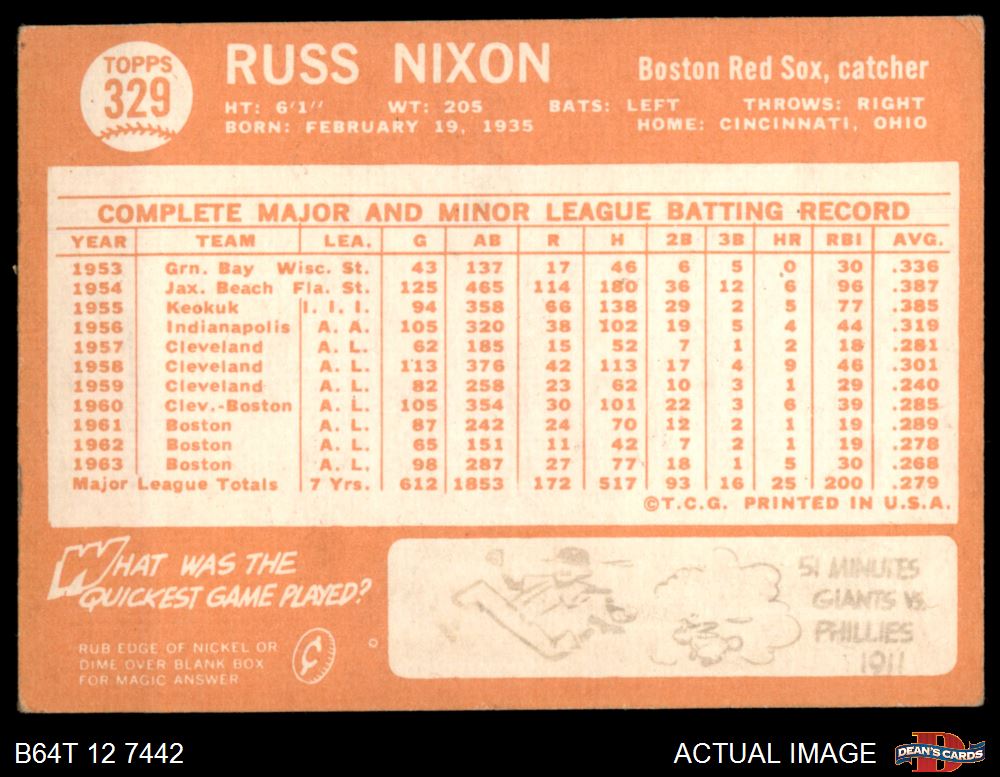 TOPPS
329
RUSS NIXON
Boston Red Sox, catcher
HT: 6'1" WT: 205 BATS: LEFT THROWS: RIGHT
BORN: FEBRUARY 19, 1935 HOME: CINCINNATI, OHIO
COMPLETE MAJOR AND MINOR LEAGUE BATTING RECORD
YEAR TEAM LEA. G AB R H 2B 3B HR RBI AVG.
1953 Grn. Bay Wisc. St. 43 137 17 46 6 5 0 30 .336
1954 Jax. Beach Fla. St. 125 465 114 180 36 12 6 96 .387
1955 Keokuk I. I. I. 94 358 66 138 29 2 5 77 .385
1956 Indianapolis A. A. 105 320 38 102 19 5 4 44 .319
1957 Cleveland A. L. 62 185 15 52 7 1 2 18 .281
1958 Cleveland A. L. 113 376 42 113 17 4 9 46 .301
1959 Cleveland A. L. 82 258 23 62 10 3 1 29 .240
1960 Clev.-Boston A. L. 105 354 30 101 22 3 6 39 .285
1961 Boston A. L. 87 242 24 70 12 2 1 19 .289
1962 Boston A. L. 65 151 11 42 7 2 1 19 .278
1963 Boston A. L. 98 287 27 77 18 1 5 30 .268
Major League Totals 7 Yrs. 612 1853 172 517 93 16 25 200 .279
©T.C.G. PRINTED IN U.S.A.
WHAT WAS THE
QUICKEST GAME PLAYED?
RUB EDGE OF NICKEL OR
DIME OVER BLANK BOX
FOR MAGIC ANSWER
¢
51 MINUTES
GIANTS VS.
PHILLIES
1911
B64T 12 7442
ACTUAL IMAGE
DEAN'S CARDS